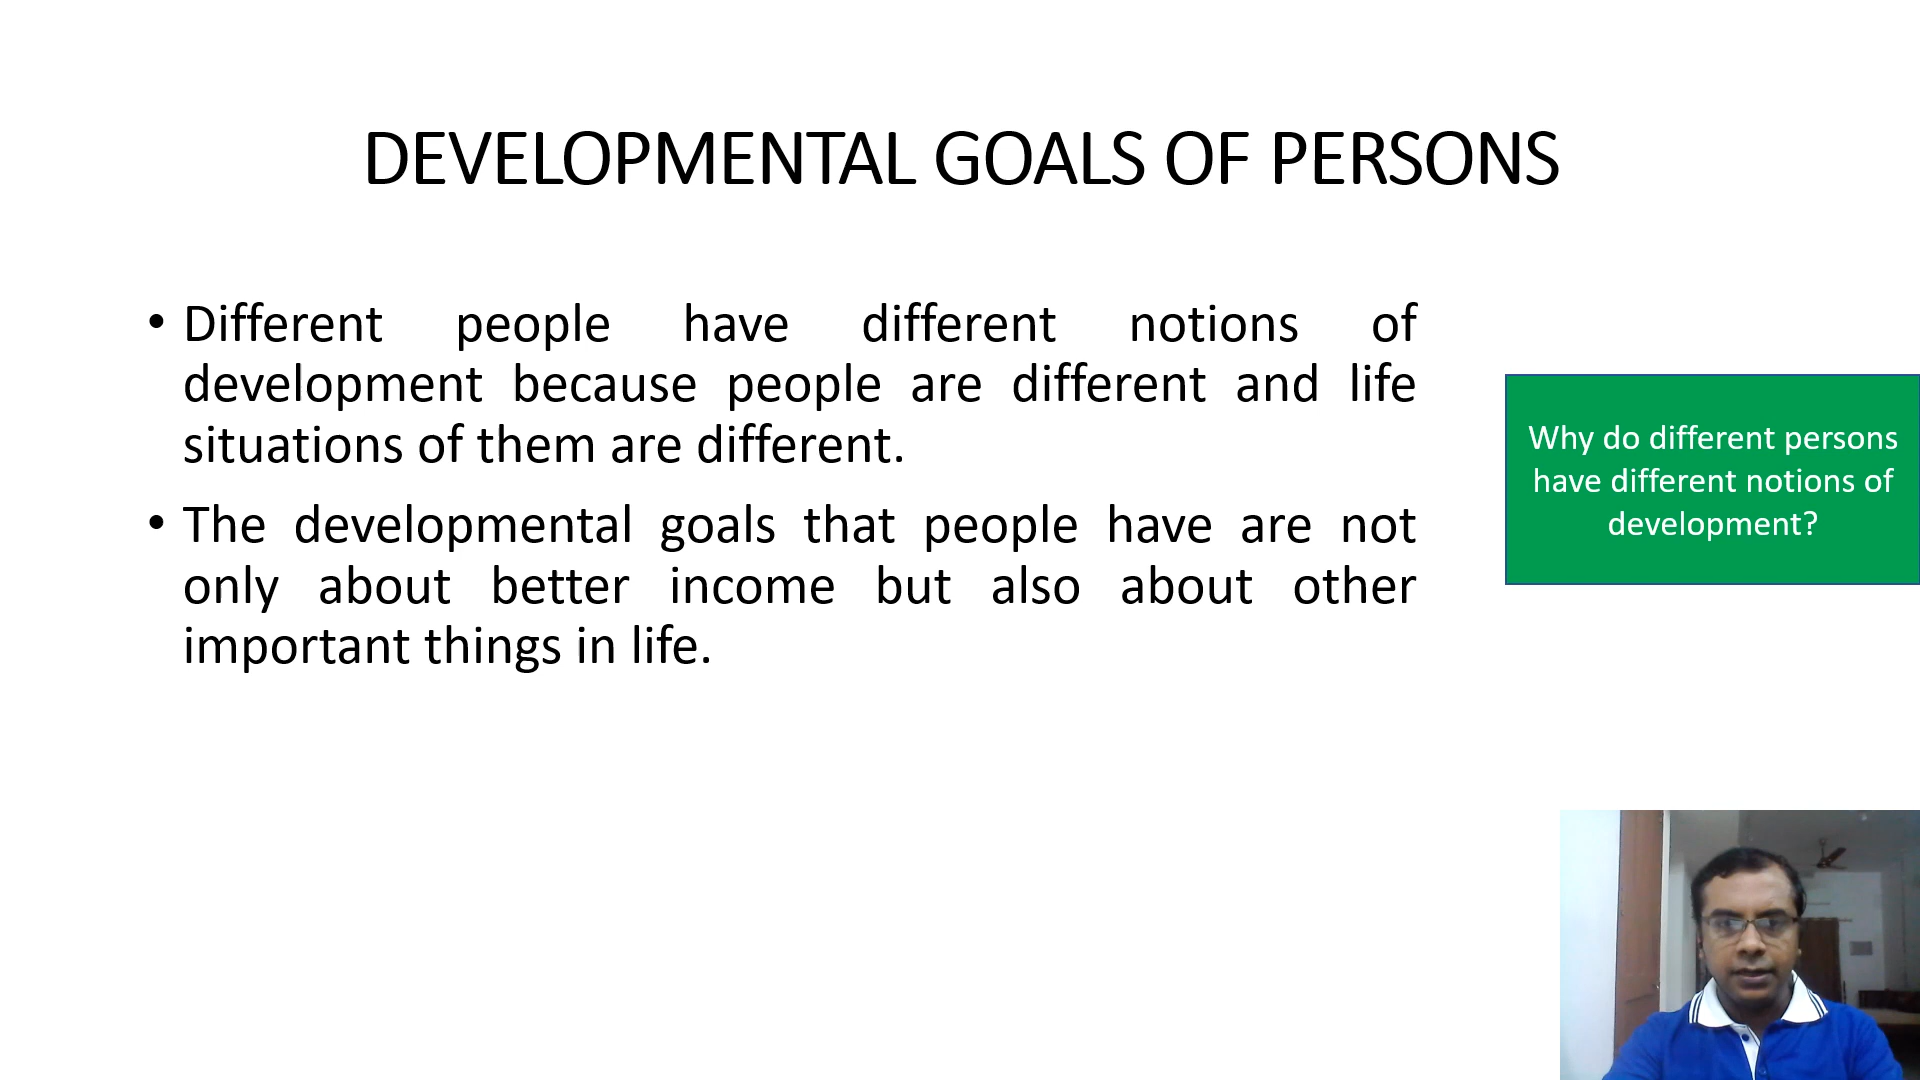 DEVELOPMENTAL GOALS OF PERSONS
• Different people have different notions of
development because people are different and life
situations of them are different.
• The developmental goals that people have are not
only about better income but also about other
important things in life.
Why do different persons
have different notions of
development?